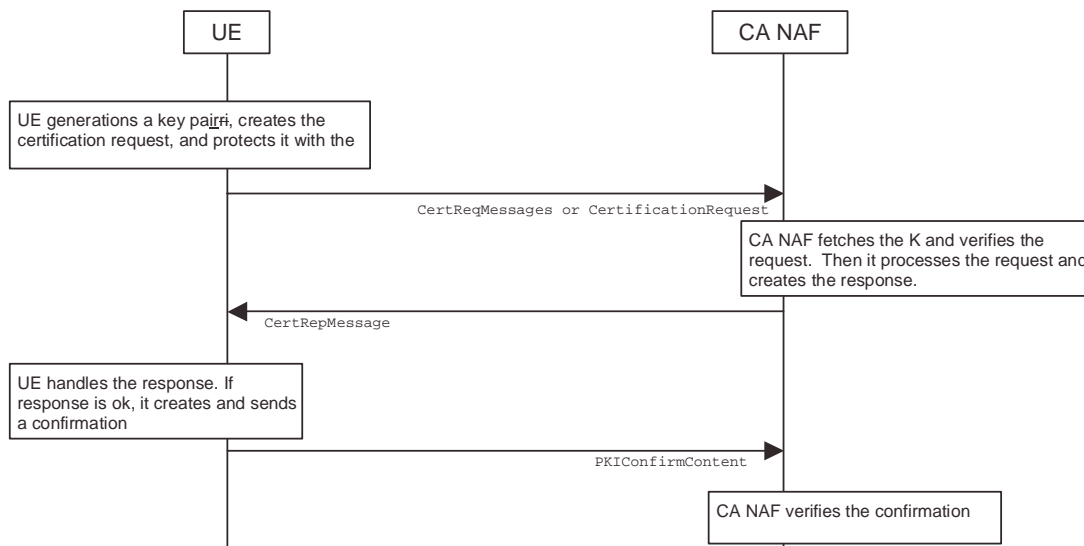 UE
CA NAF
UE generations a key pairri, creates the
certification request, and protects it with the
CertReqMessages or CertificationRequest
CA NAF fetches the K and verifies the
request. Then it processes the request and
creates the response.
CertRepMessage
UE handles the response. If
response is ok, it creates and sends
a confirmation
PKIConfirmContent
CA NAF verifies the confirmation